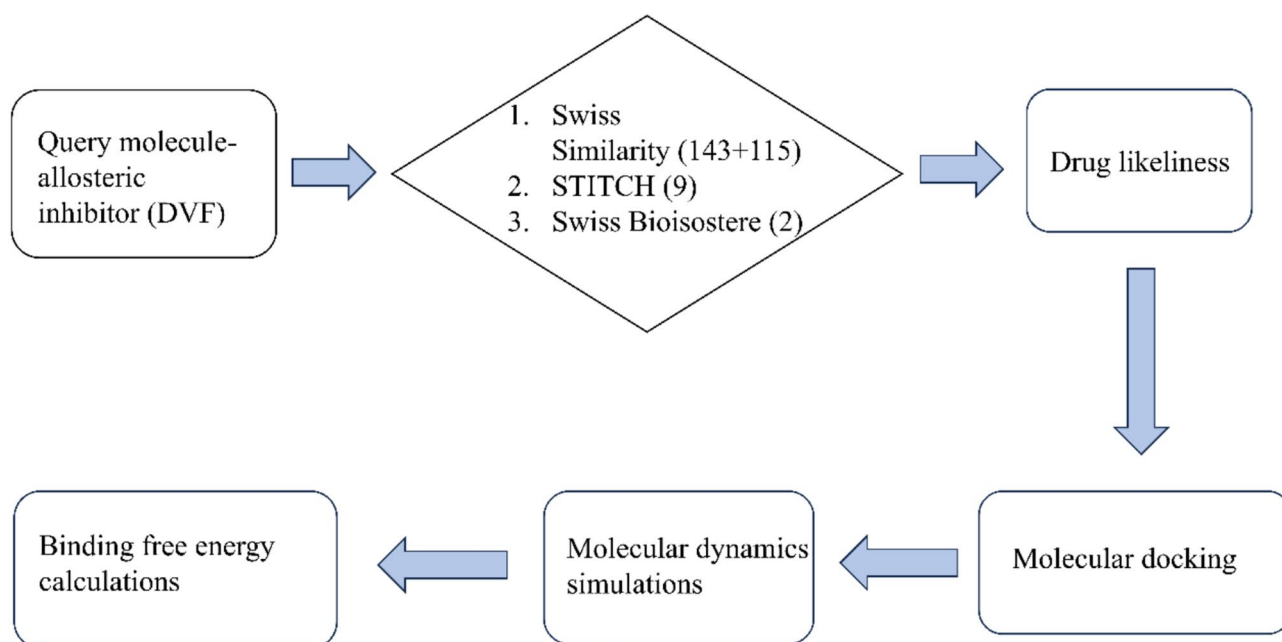 Query molecule-
allosteric
inhibitor (DVF)
1. Swiss
Similarity (143+115)
2. STITCH (9)
3. Swiss Bioisostere (2)
Drug likeliness
Molecular docking
Molecular dynamics
simulations
Binding free energy
calculations